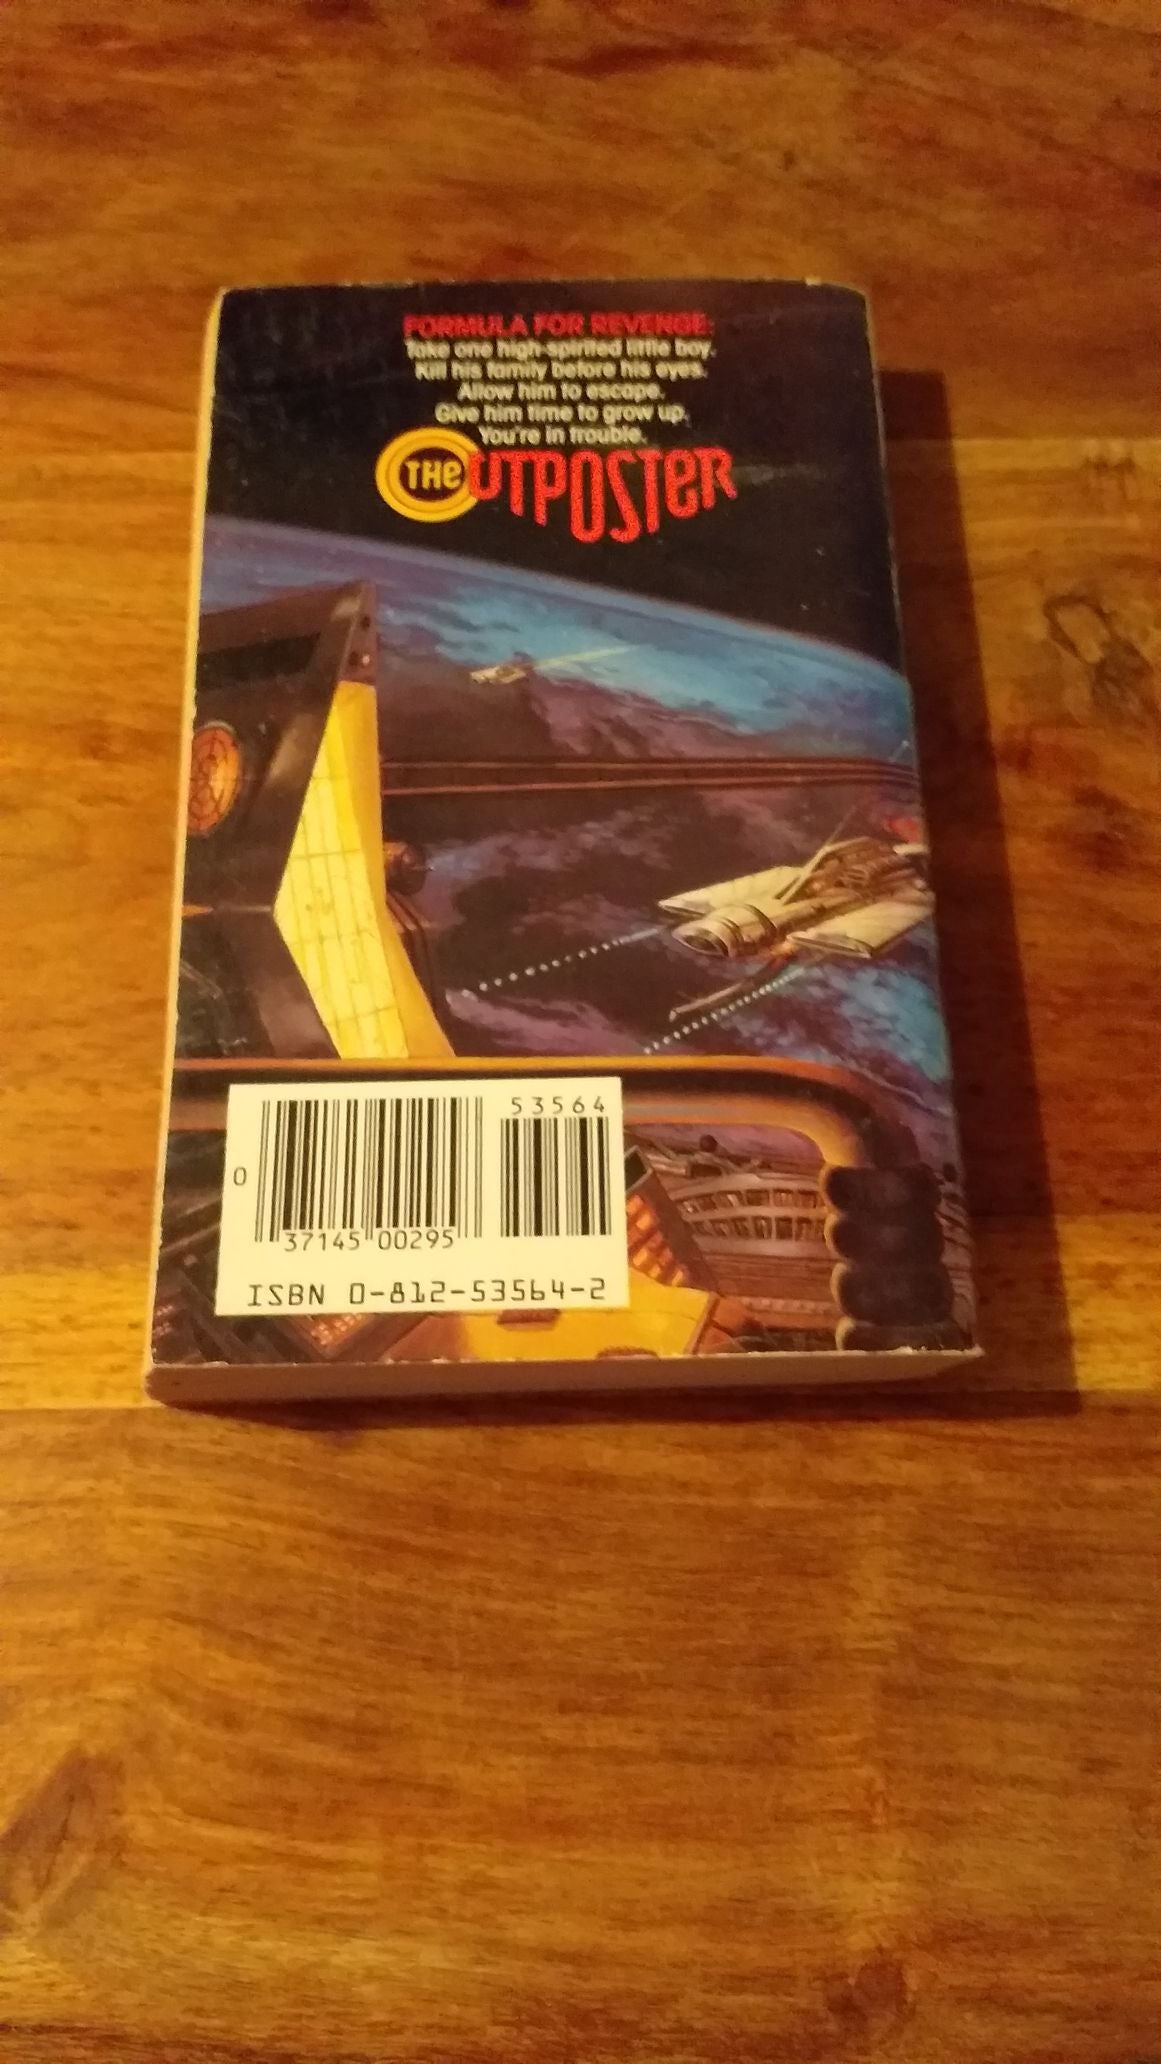 FORMULA FOR REVENGE:
Take one high-spirited little boy.
Kill his family before his eyes.
Allow him to escape.
Give him time to grow up.
You're in trouble.
THE OUTPOSTER
53564
0
37145 00295
ISBN 0-812-53564-2